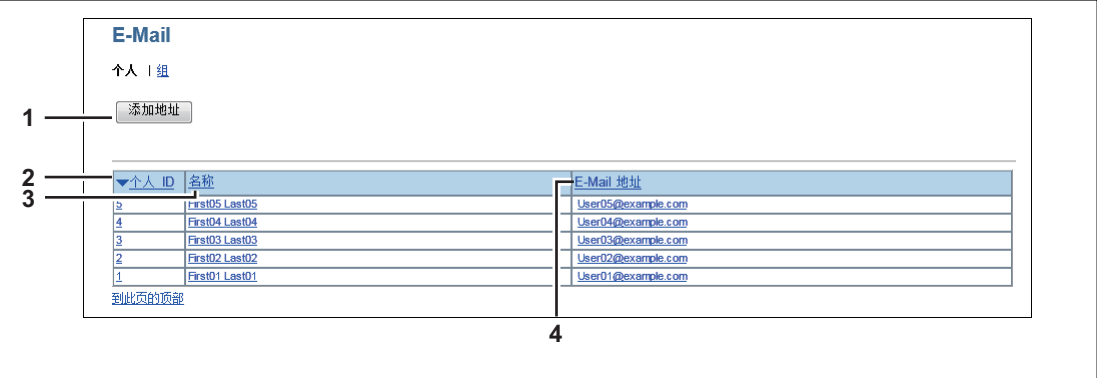 E-Mail
个人 | 组
1 添加地址
2 ▼个人 ID 名称 E-Mail 地址
3
5 First05 Last05 User05@example.com
4 First04 Last04 User04@example.com
3 First03 Last03 User03@example.com
2 First02 Last02 User02@example.com
1 First01 Last01 User01@example.com
到此页的顶部
4